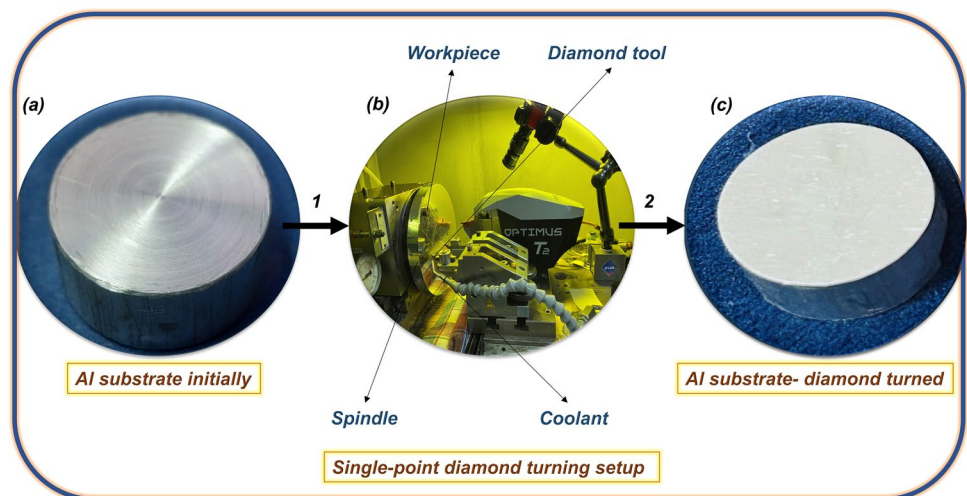 Workpiece
Diamond tool
(a)
(b)
(c)
1
2
OPTIMUS
T2
Al substrate initially
Al substrate- diamond turned
Spindle
Coolant
Single-point diamond turning setup